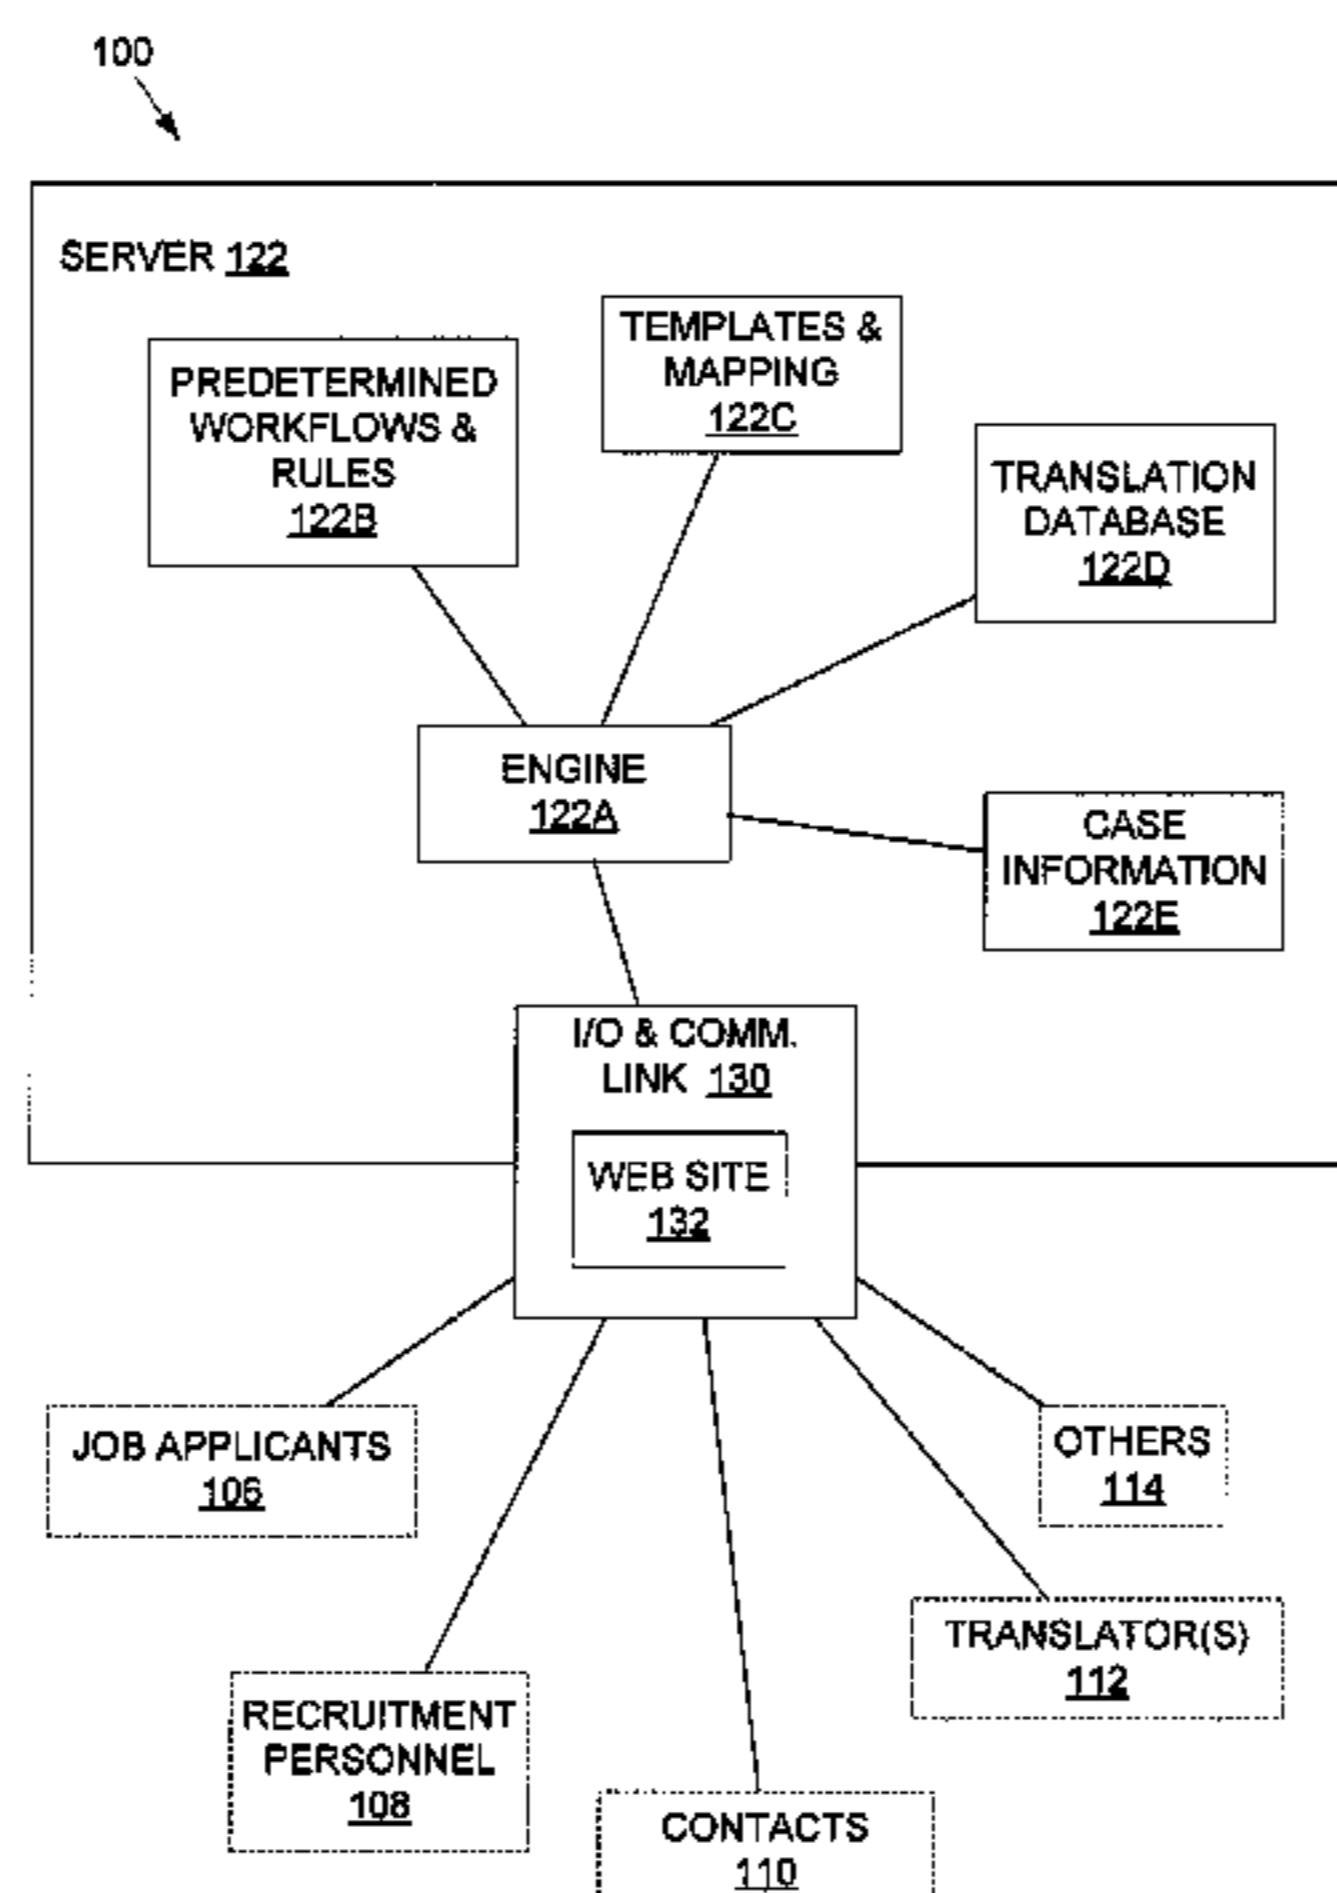 100
SERVER 122
PREDETERMINED
WORKFLOWS &
RULES
122B
TEMPLATES &
MAPPING
122C
TRANSLATION
DATABASE
122D
ENGINE
122A
CASE
INFORMATION
122E
I/O & COMM.
LINK 130
WEB SITE
132
JOB APPLICANTS
106
OTHERS
114
TRANSLATOR(S)
112
RECRUITMENT
PERSONNEL
108
CONTACTS
110